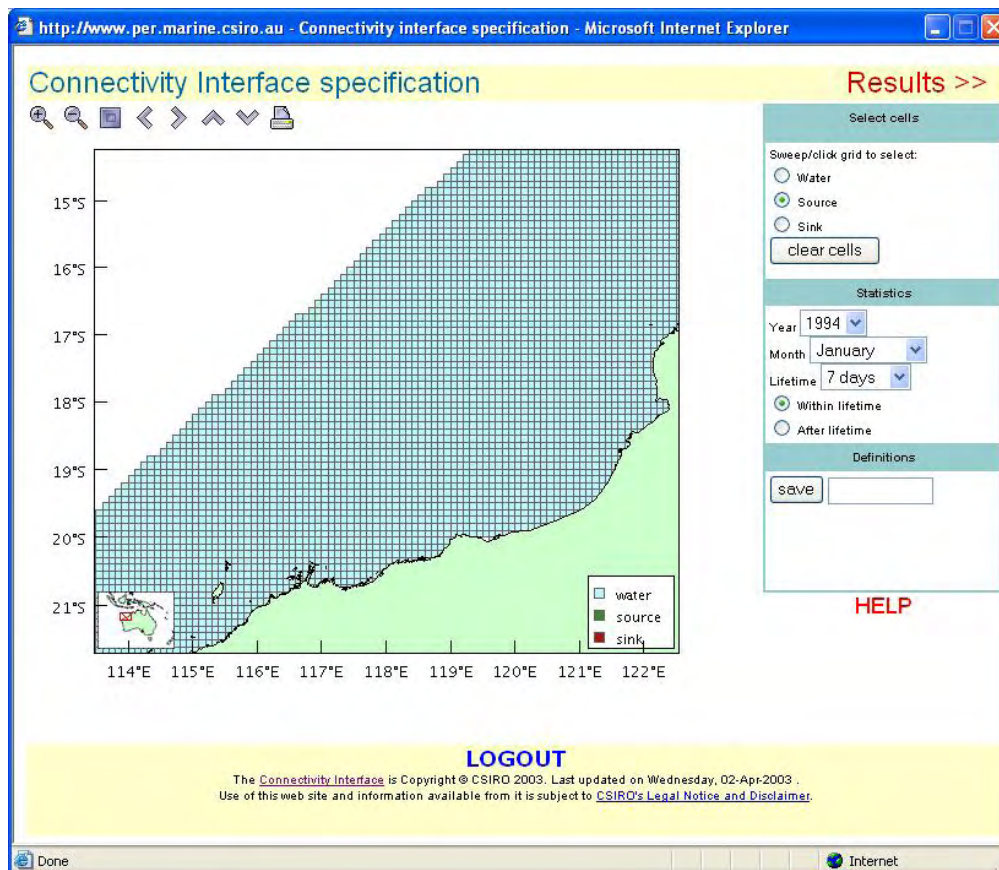 http://www.per.marine.csiro.au - Connectivity interface specification - Microsoft Internet Explorer
Connectivity Interface specification
Results >>
Select cells
Sweep/click grid to select:
Water
Source
Sink
clear cells
Statistics
Year 1994
Month January
Lifetime 7 days
Within lifetime
After lifetime
Definitions
save
HELP
15°S
16°S
17°S
18°S
19°S
20°S
21°S
water
source
sink
114°E 115°E 116°E 117°E 118°E 119°E 120°E 121°E 122°E
LOGOUT
The Connectivity Interface is Copyright © CSIRO 2003. Last updated on Wednesday, 02-Apr-2003 .
Use of this web site and information available from it is subject to CSIRO's Legal Notice and Disclaimer.
Done
Internet